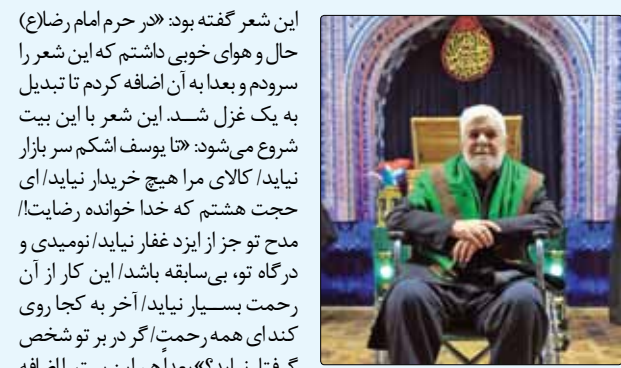 این شعر گفته بود: «در حرم امام رضا(ع)
حال و هوای خوبی داشتم که این شعر را
سرودم و بعدا به آن اضافه کردم تا تبدیل
به یک غزل شـــد. این شعر با این بیت
شروع می‌شود: «تا یوسف اشکم سر بازار
نیاید/ کالای مرا هیچ خریدار نیاید/ ای
حجت هشتم که خدا خوانده رضایت!/
مدح تو جز از ایزد غفار نیاید/ نومیدی و
درگاه تو، بی‌سابقه باشد/ این کار از آن
رحمت بســـیار نیاید/ آخر به کجا روی
کند ای همه رحمت/ گر در بر تو شخص
گرفتار نیاید؟»